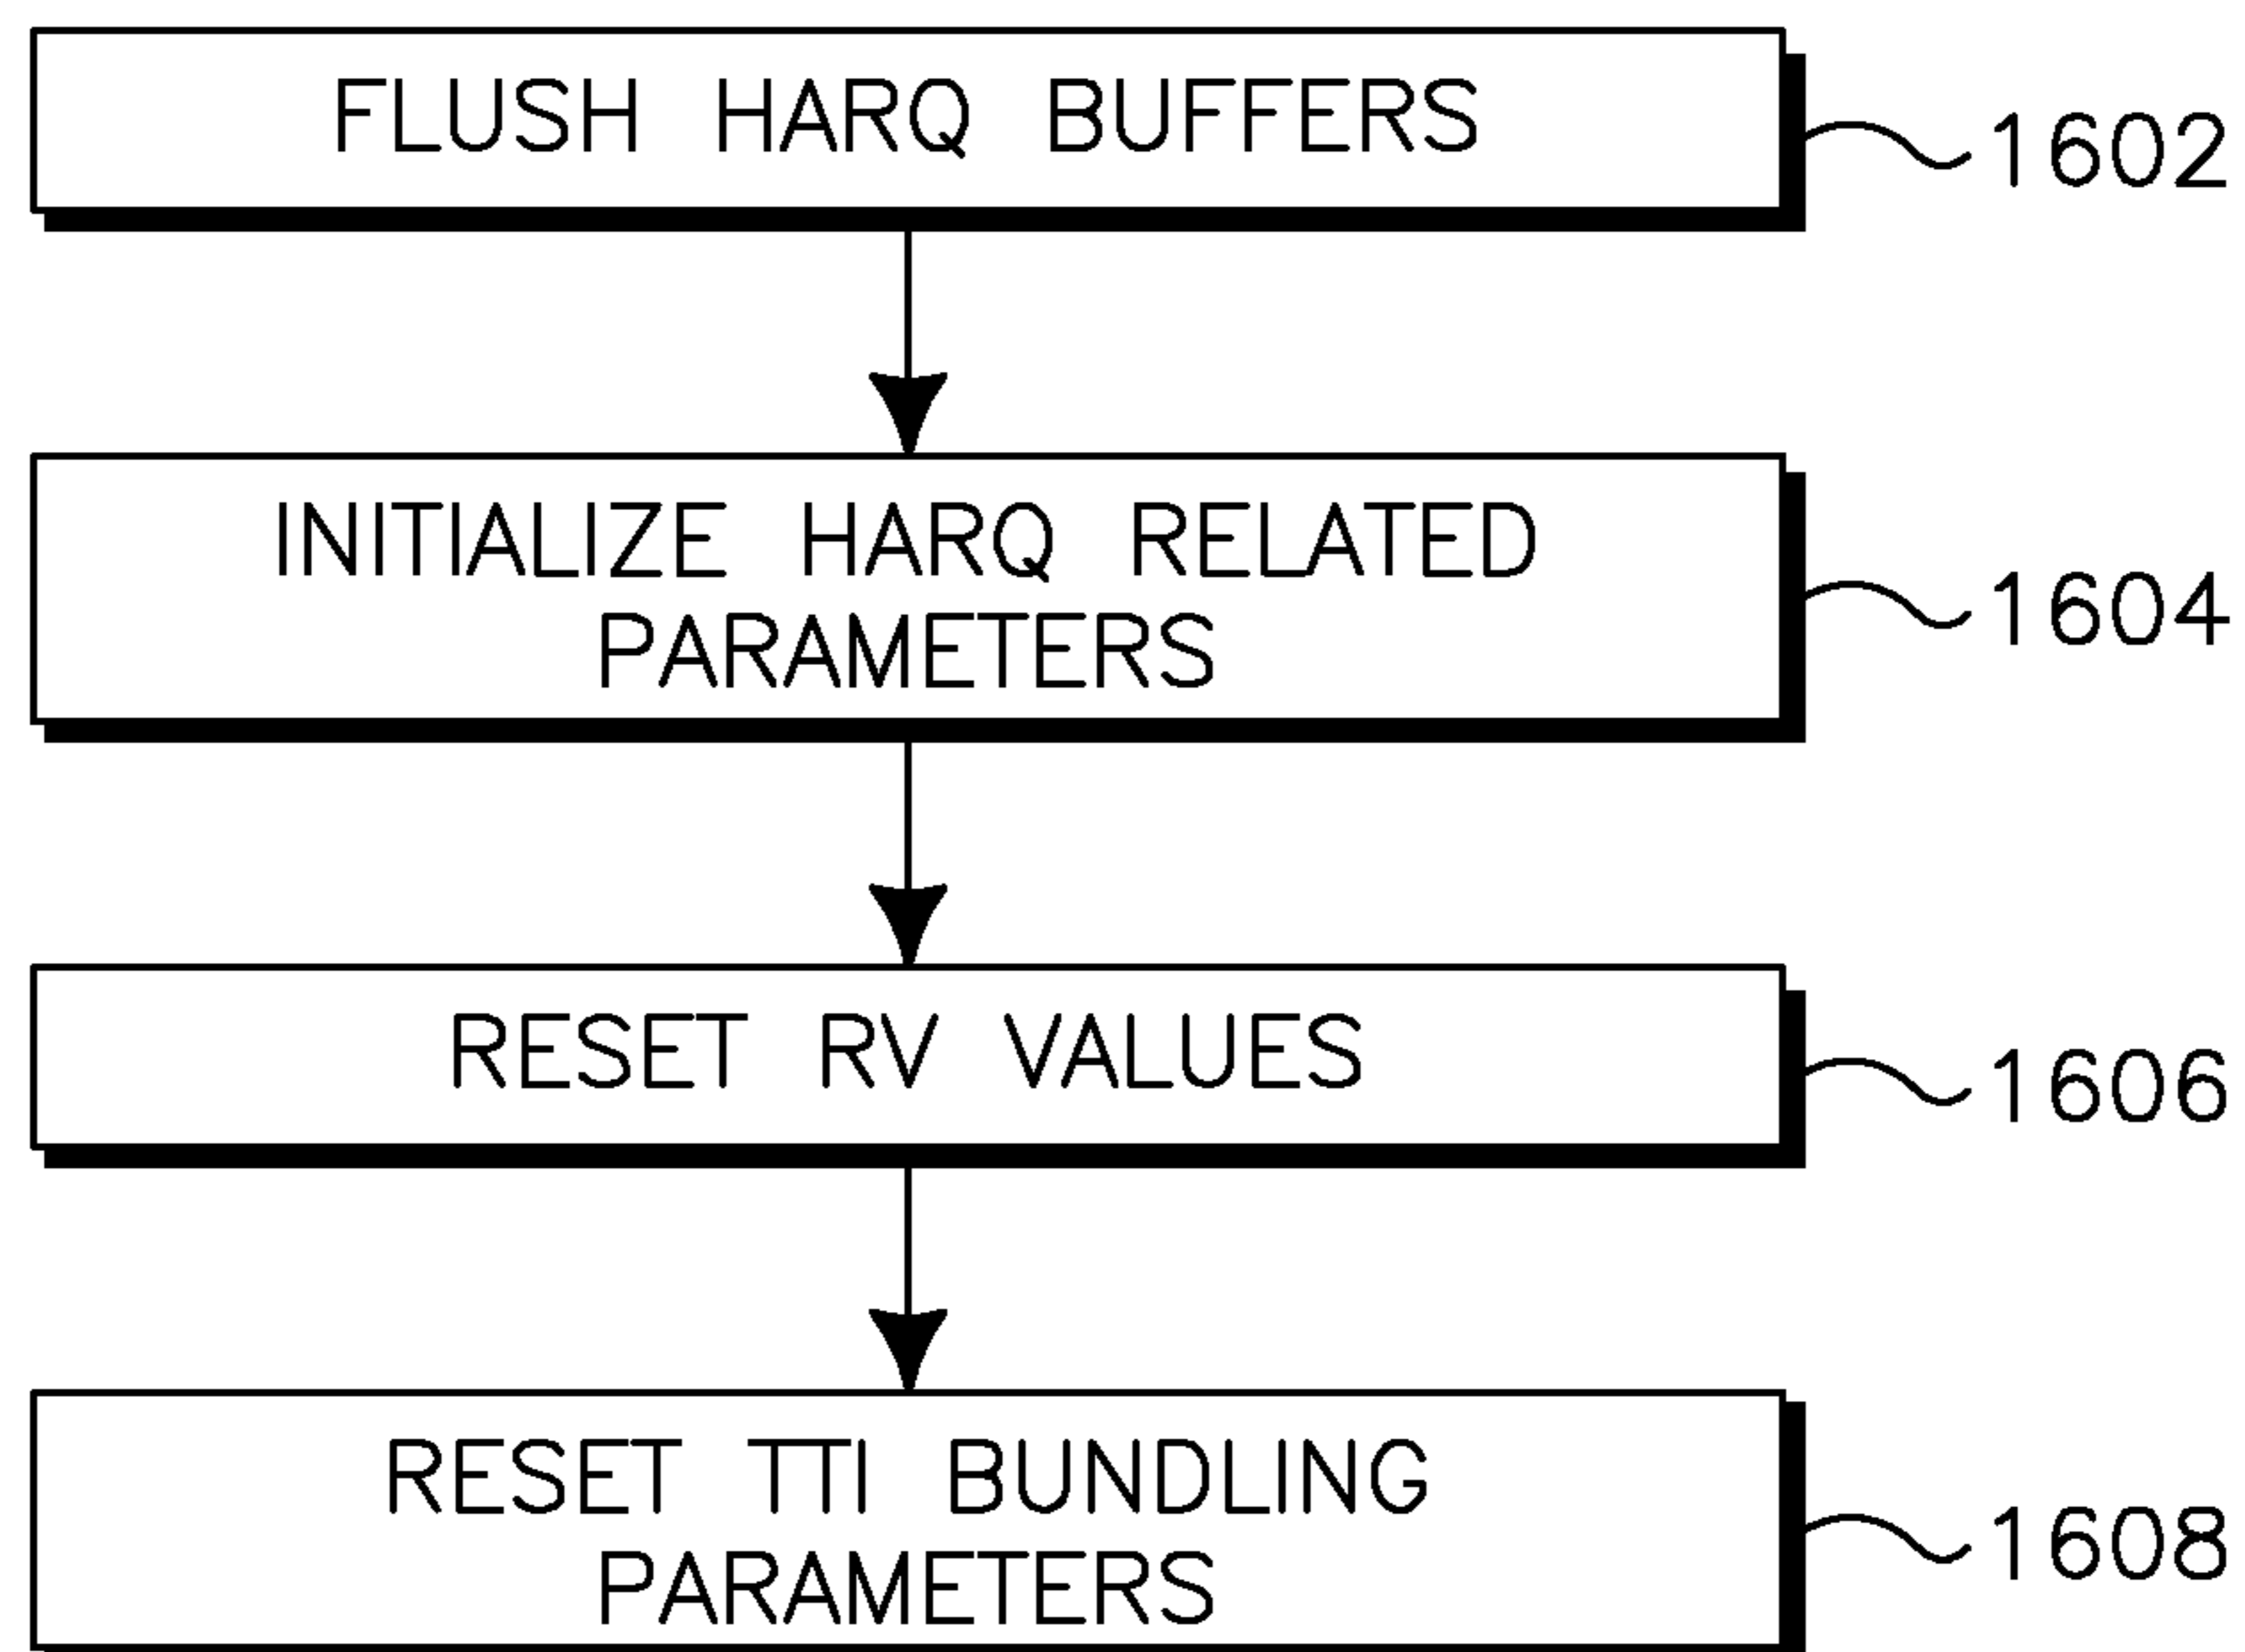 FLUSH HARQ BUFFERS
1602
INITIALIZE HARQ RELATED
PARAMETERS
1604
RESET RV VALUES
1606
RESET TTI BUNDLING
PARAMETERS
1608